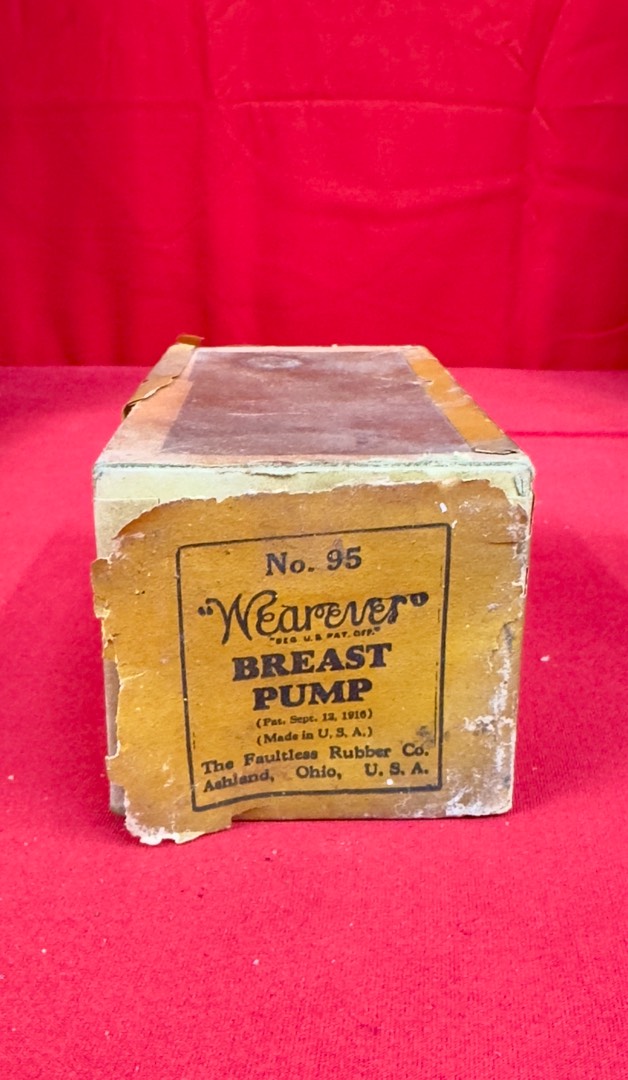 No. 95
"Wearever"
"REG. U.S. PAT. OFF."
BREAST
PUMP
(Pat. Sept. 12, 1916)
(Made in U. S. A.)
The Faultless Rubber Co.
Ashland, Ohio, U. S. A.